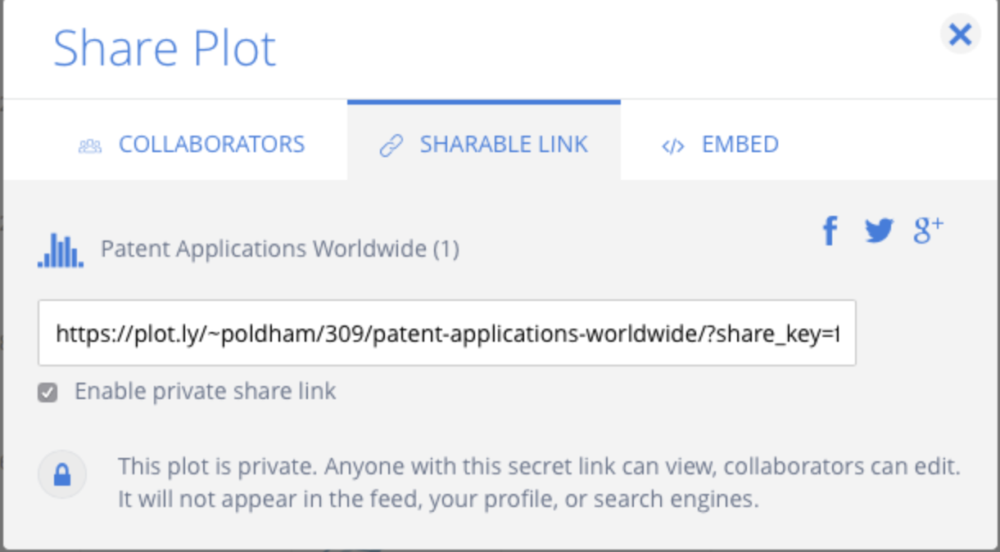 Share Plot
COLLABORATORS
SHARABLE LINK
EMBED
Patent Applications Worldwide (1)
https://plot.ly/~poldham/309/patent-applications-worldwide/?share_key=
Enable private share link
This plot is private. Anyone with this secret link can view, collaborators can edit.
It will not appear in the feed, your profile, or search engines.